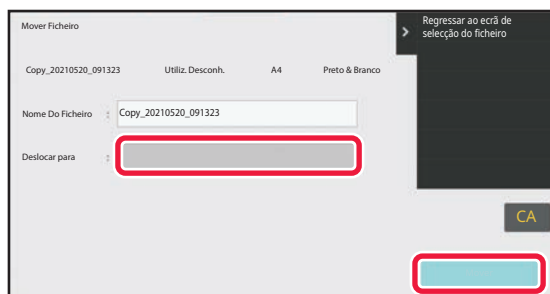 Mover Ficheiro
Regressar ao ecrã de
selecção do ficheiro
Copy_20210520_091323 Utiliz. Desconh. A4 Preto & Branco
Nome Do Ficheiro : Copy_20210520_091323
Deslocar para :
CA